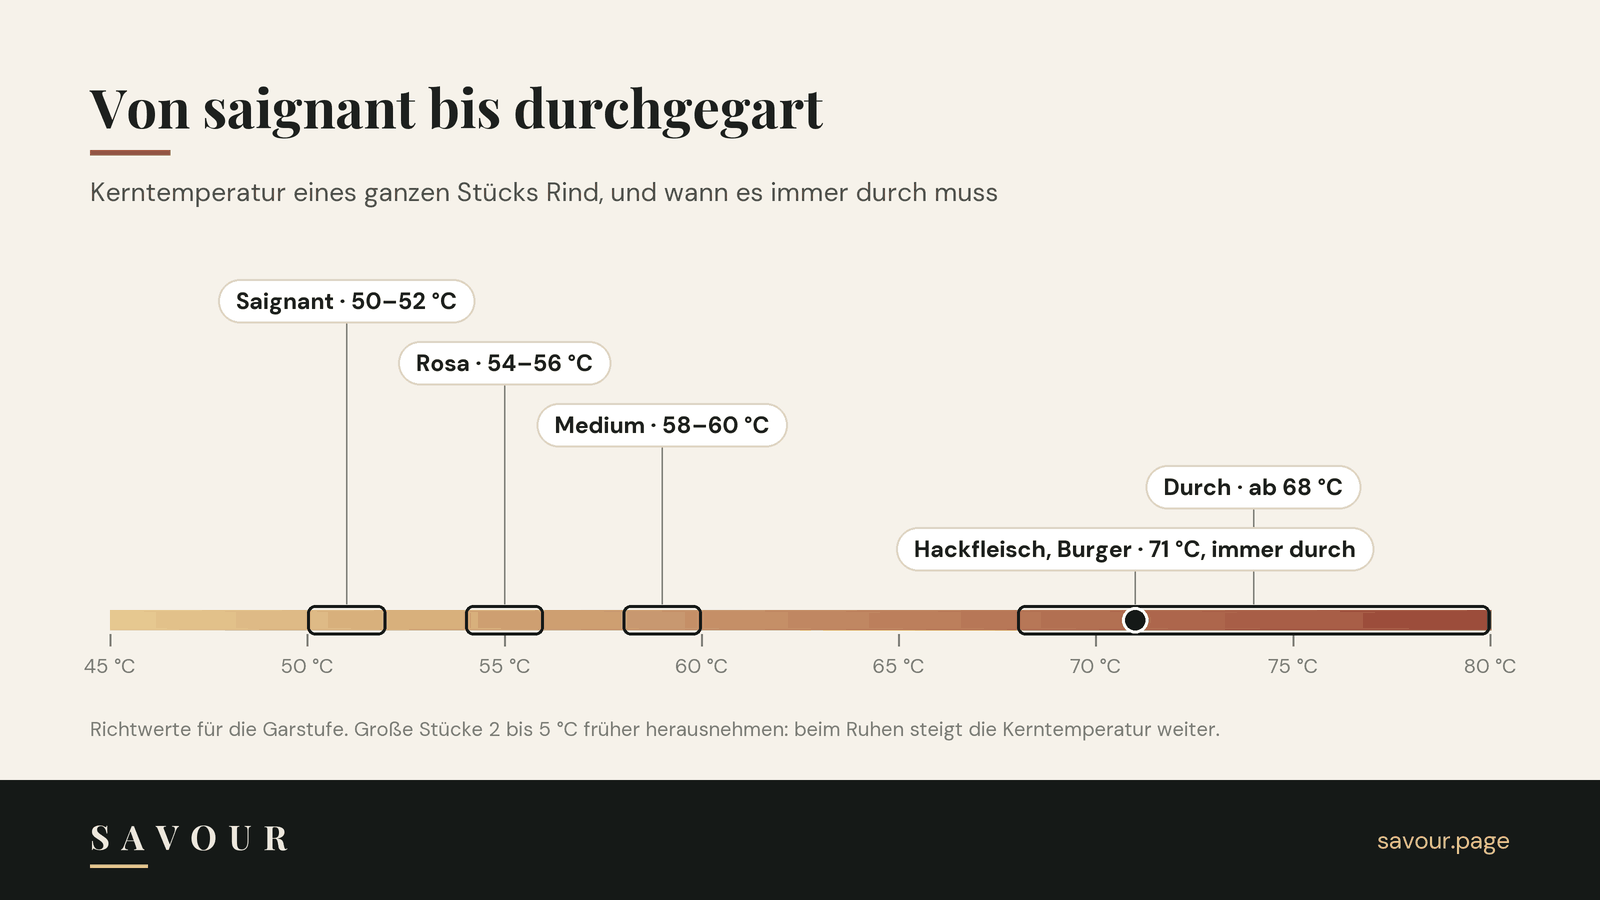 Von saignant bis durchgegart
Kerntemperatur eines ganzen Stücks Rind, und wann es immer durch muss
Saignant · 50–52 °C
Rosa · 54–56 °C
Medium · 58–60 °C
Durch · ab 68 °C
Hackfleisch, Burger · 71 °C, immer durch
45 °C 50 °C 55 °C 60 °C 65 °C 70 °C 75 °C 80 °C
Richtwerte für die Garstufe. Große Stücke 2 bis 5 °C früher herausnehmen: beim Ruhen steigt die Kerntemperatur weiter.
SAVOUR
savour.page